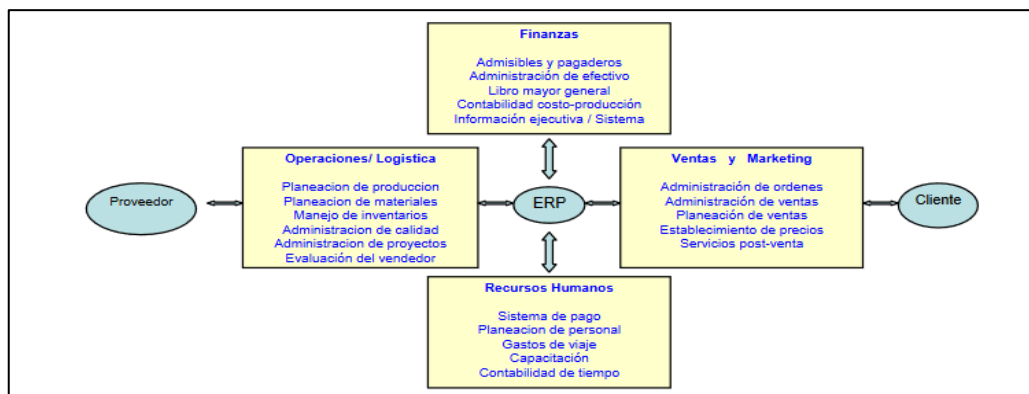 Finanzas
Admisibles y pagaderos
Administración de efectivo
Libro mayor general
Contabilidad costo-producción
Información ejecutiva / Sistema
Proveedor
Operaciones/ Logistica
Planeacion de produccion
Planeacion de materiales
Manejo de inventarios
Administracion de calidad
Administracion de proyectos
Evaluación del vendedor
ERP
Ventas y Marketing
Administración de ordenes
Administración de ventas
Planeación de ventas
Establecimiento de precios
Servicios post-venta
Cliente
Recursos Humanos
Sistema de pago
Planeacion de personal
Gastos de viaje
Capacitación
Contabilidad de tiempo